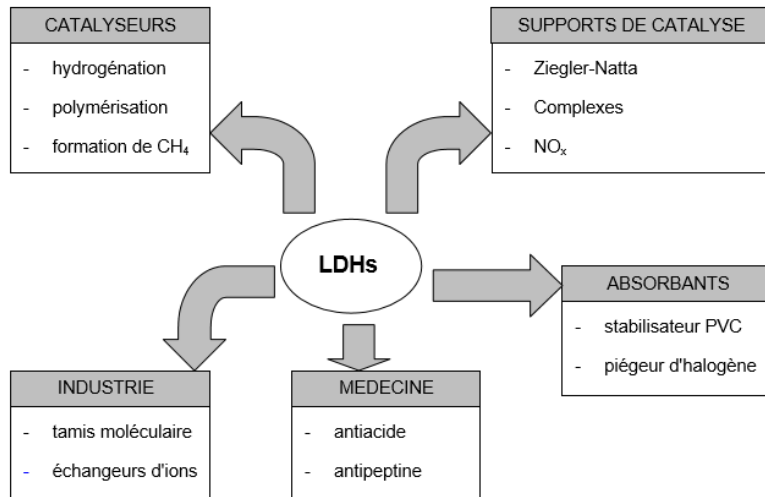 CATALYSEURS
- hydrogénation
- polymérisation
- formation de CH₄
SUPPORTS DE CATALYSE
- Ziegler-Natta
- Complexes
- NOₓ
LDHs
ABSORBANTS
- stabilisateur PVC
- piégeur d'halogène
INDUSTRIE
- tamis moléculaire
- échangeurs d'ions
MEDECINE
- antiacide
- antipeptine